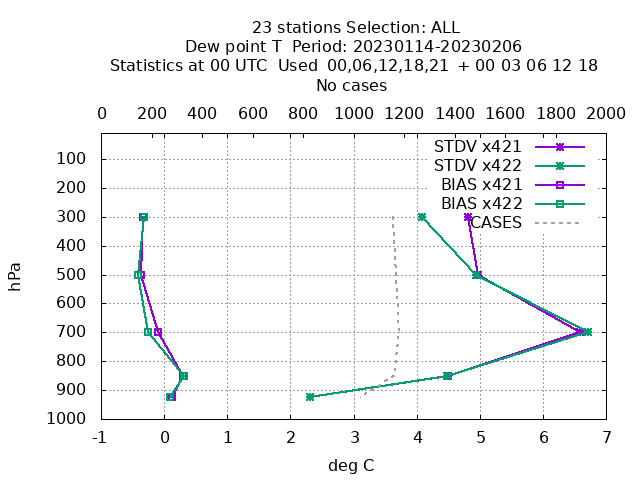 23 stations Selection: ALL
Dew point T  Period: 20230114-20230206
Statistics at 00 UTC  Used  00,06,12,18,21  + 00 03 06 12 18
No cases
0 200 400 600 800 1000 1200 1400 1600 1800 2000
STDV x421
STDV x422
BIAS x421
BIAS x422
CASES
100
200
300
400
500
600
700
800
900
1000
hPa
-1 0 1 2 3 4 5 6 7
deg C